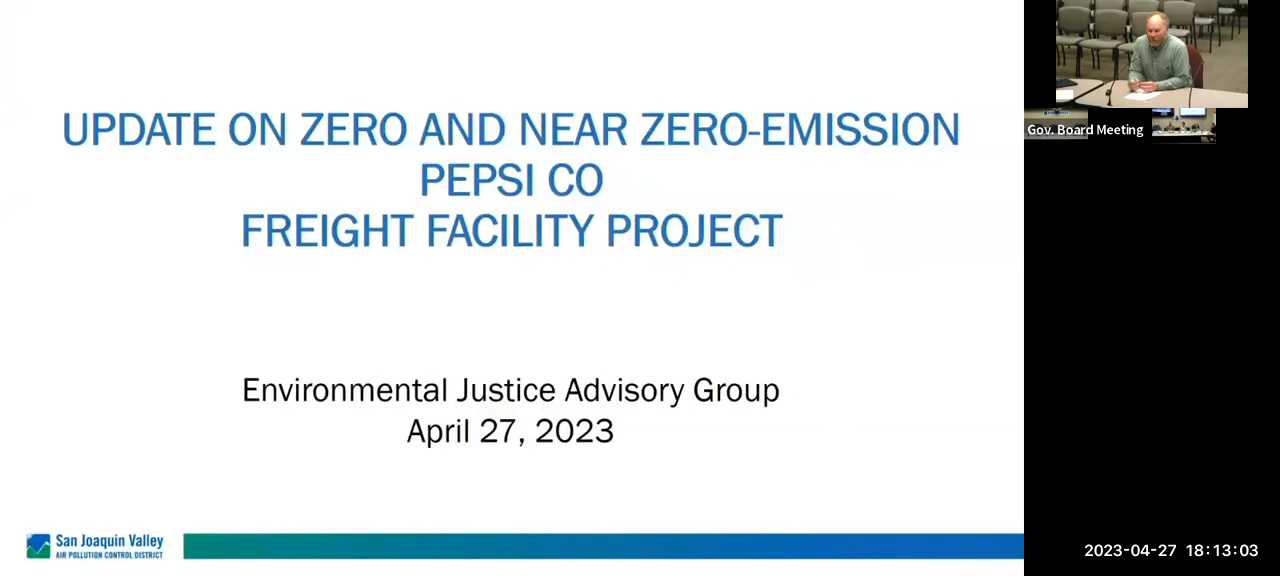 UPDATE ON ZERO AND NEAR ZERO-EMISSION
PEPSI CO
FREIGHT FACILITY PROJECT
Environmental Justice Advisory Group
April 27, 2023
San Joaquin Valley
AIR POLLUTION CONTROL DISTRICT
Gov. Board Meeting
2023-04-27 18:13:03